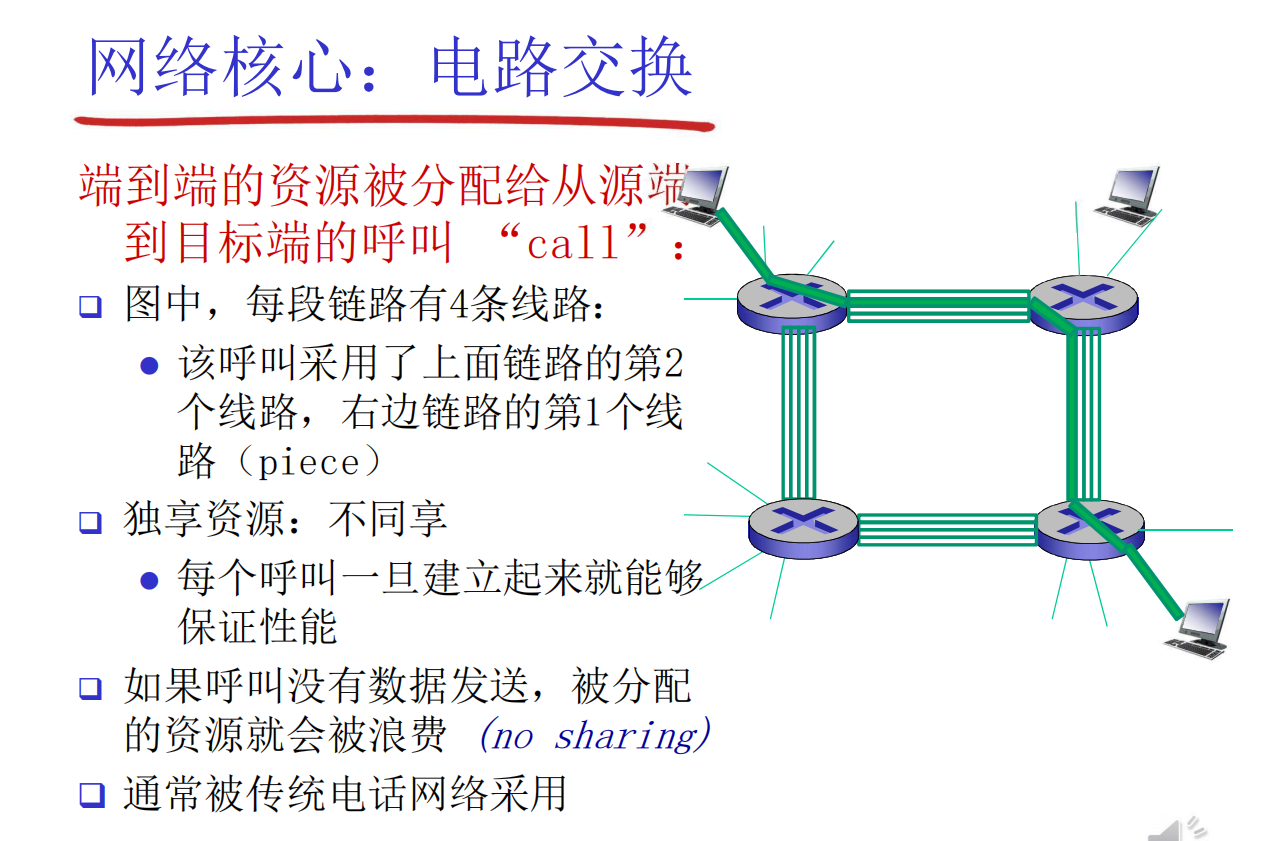 网络核心：电路交换
端到端的资源被分配给从源端
到目标端的呼叫 “call”：
图中，每段链路有4条线路：
该呼叫采用了上面链路的第2
个线路，右边链路的第1个线
路（piece）
独享资源：不同享
每个呼叫一旦建立起来就能够
保证性能
如果呼叫没有数据发送，被分配
的资源就会被浪费 (no sharing)
通常被传统电话网络采用